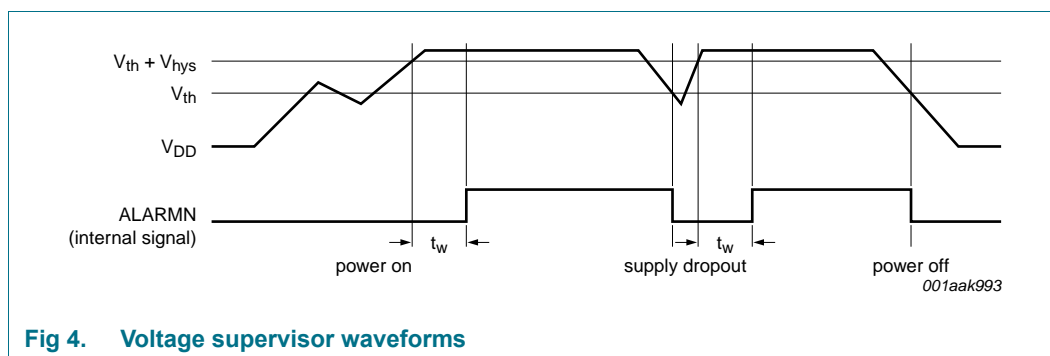 Vth + Vhys
Vth
VDD
ALARMN
(internal signal)
tw
tw
power on
supply dropout
power off
001aak993
Fig 4. Voltage supervisor waveforms